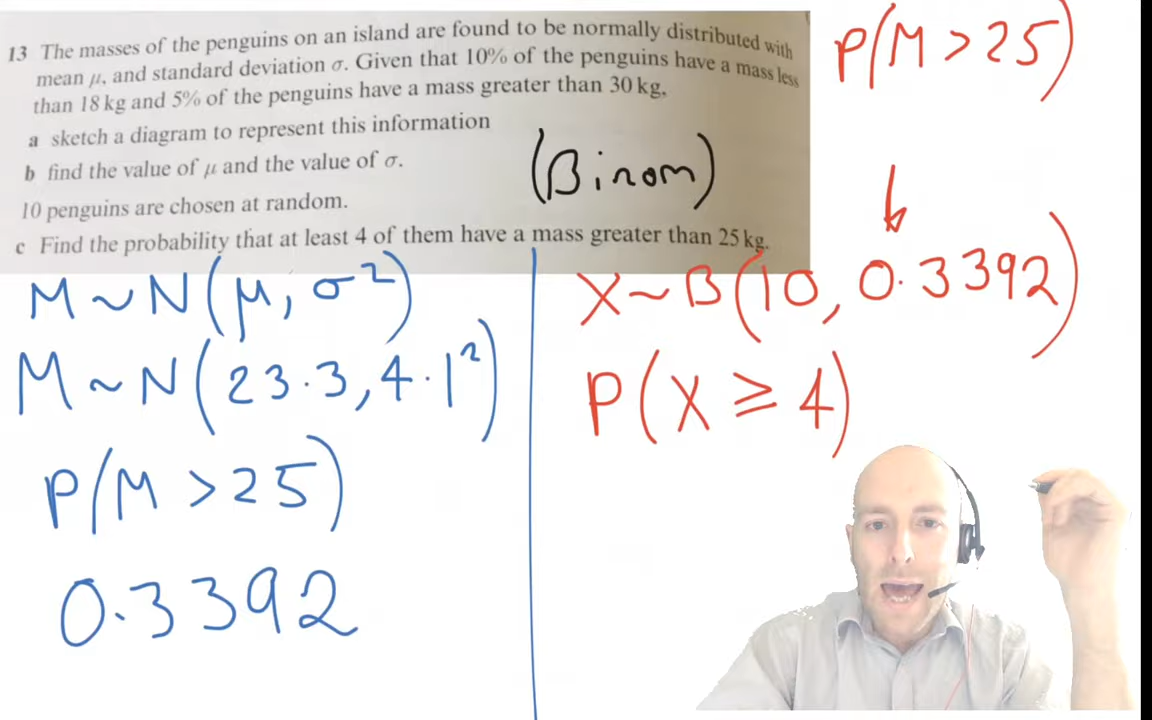 13 The masses of the penguins on an island are found to be normally distributed with
mean μ, and standard deviation σ. Given that 10% of the penguins have a mass less
than 18 kg and 5% of the penguins have a mass greater than 30 kg,
a sketch a diagram to represent this information
b find the value of μ and the value of σ.
10 penguins are chosen at random.
c Find the probability that at least 4 of them have a mass greater than 25 kg.
(Binom)
P(M > 25)
M ~ N(μ, σ²)
M ~ N(23.3, 4.1²)
P(M > 25)
0.3392
X ~ B(10, 0.3392)
P(X ≥ 4)